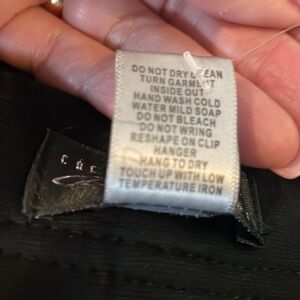 DO NOT DRY CLEAN
TURN GARMENT
INSIDE OUT
HAND WASH COLD
WATER MILD SOAP
DO NOT BLEACH
DO NOT WRING
RESHAPE ON CLIP
HANGER
HANG TO DRY
TOUCH UP WITH LOW
TEMPERATURE IRON